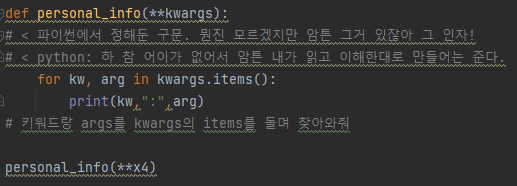 def personal_info(**kwargs):
# < 파이썬에서 정해둔 구문. 뭔진 모르겠지만 암튼 그거 있잖아 그 인자!
# < python: 하 참 어이가 없어서 암튼 내가 읽고 이해한대로 만들어는 준다.
for kw, arg in kwargs.items():
print(kw,":",arg)
# 키워드랑 args를 kwargs의 items를 돌며 찾아와줘
personal_info(**x4)